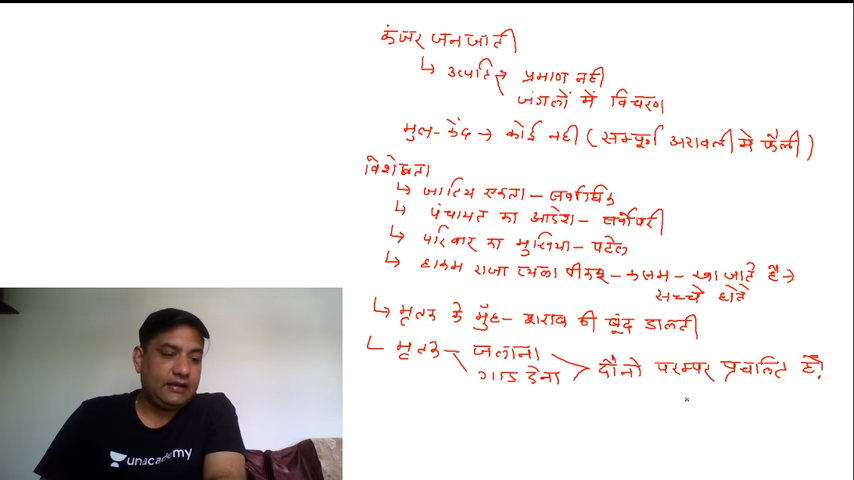 कंजर जनजाती
↳ उत्पति → प्रमाण नही
जंगलों में विचरण
मुल-केंद → कोई नही (सम्पूर्ण अरावली मे फैली)
विशेषता
↳ जातिय एकता - सर्वाधिक
↳ पंचायत का आदेश - सर्वोपरी
↳ परिवार का मुखिया - पटेल
↳ हाकम राजा प्याला पीकर - कसम - खा जाते है →
सच्चे होते
↳ मृतक के मुँह - शराब की बूंद डालती
↳ मृतक - जलाना
गाड देना > दौनो परम्पर प्रचलित है?
unacademy